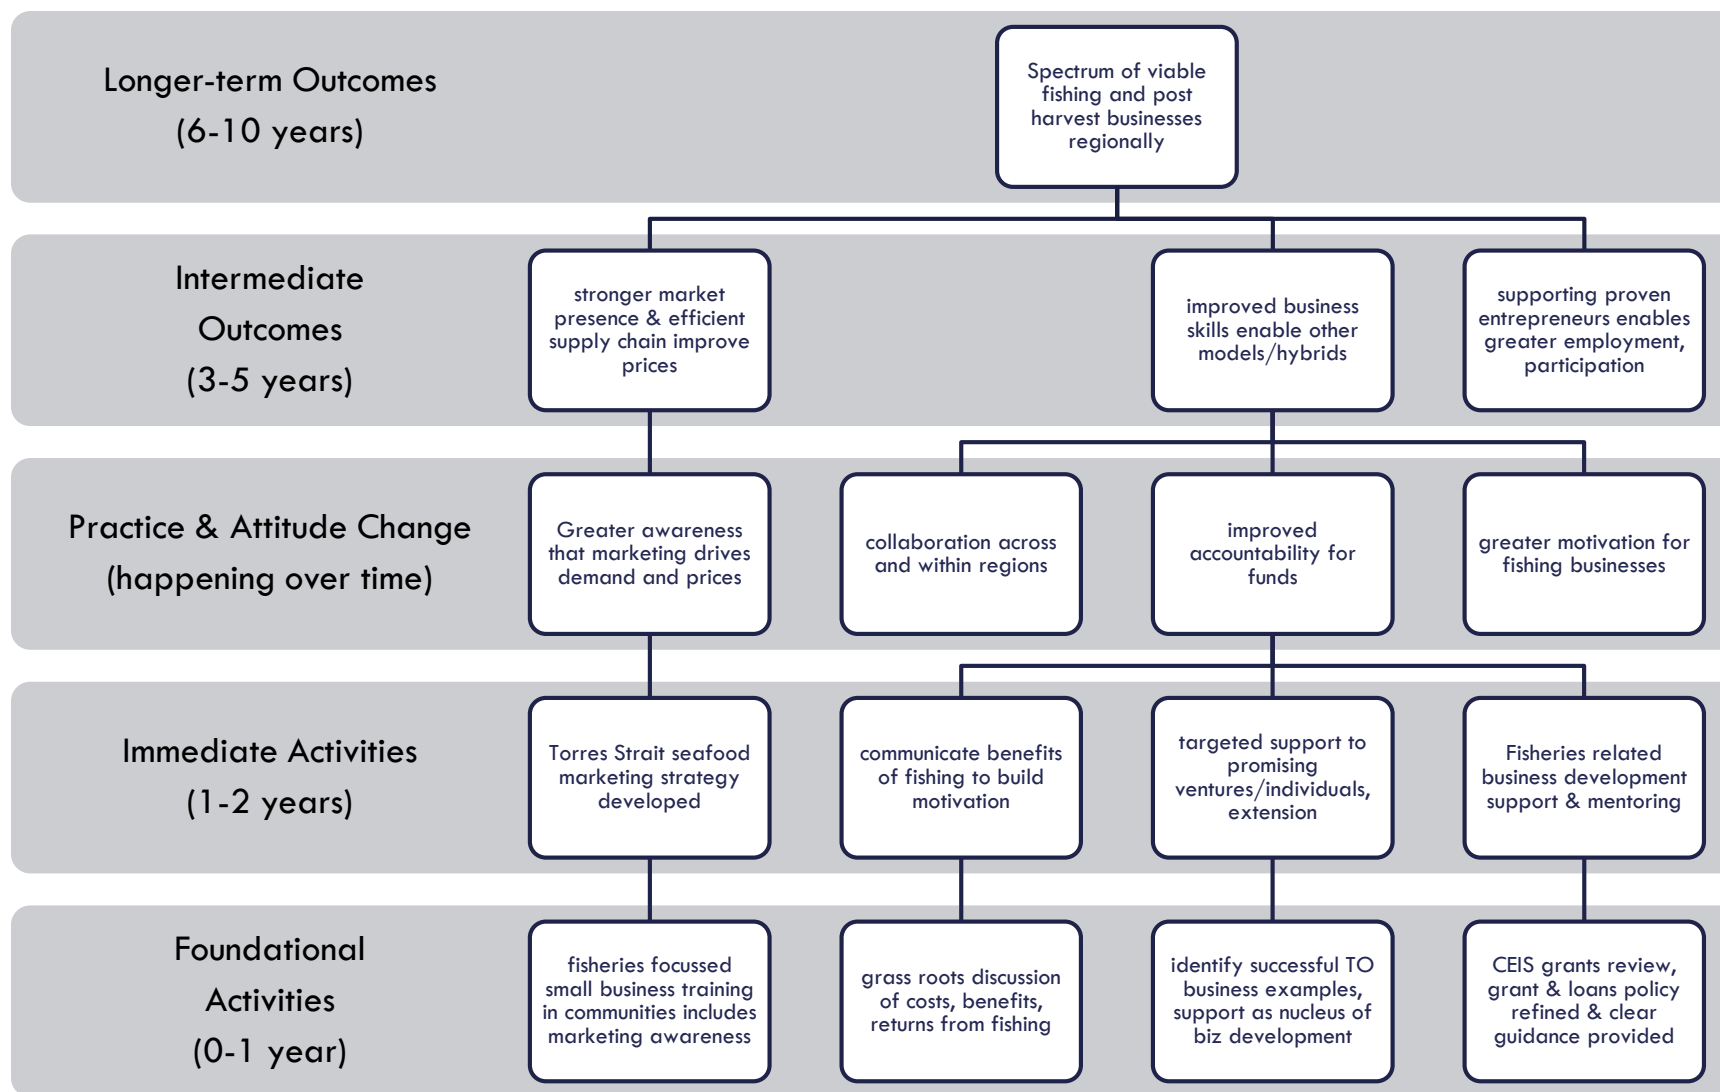 Longer-term Outcomes
(6-10 years)
Spectrum of viable
fishing and post
harvest businesses
regionally
Intermediate
Outcomes
(3-5 years)
stronger market
presence & efficient
supply chain improve
prices
improved business
skills enable other
models/hybrids
supporting proven
entrepreneurs enables
greater employment,
participation
Practice & Attitude Change
(happening over time)
Greater awareness
that marketing drives
demand and prices
collaboration across
and within regions
improved
accountability for
funds
greater motivation for
fishing businesses
Immediate Activities
(1-2 years)
Torres Strait seafood
marketing strategy
developed
communicate benefits
of fishing to build
motivation
targeted support to
promising
ventures/individuals,
extension
Fisheries related
business development
support & mentoring
Foundational
Activities
(0-1 year)
fisheries focussed
small business training
in communities includes
marketing awareness
grass roots discussion
of costs, benefits,
returns from fishing
identify successful TO
business examples,
support as nucleus of
biz development
CEIS grants review,
grant & loans policy
refined & clear
guidance provided